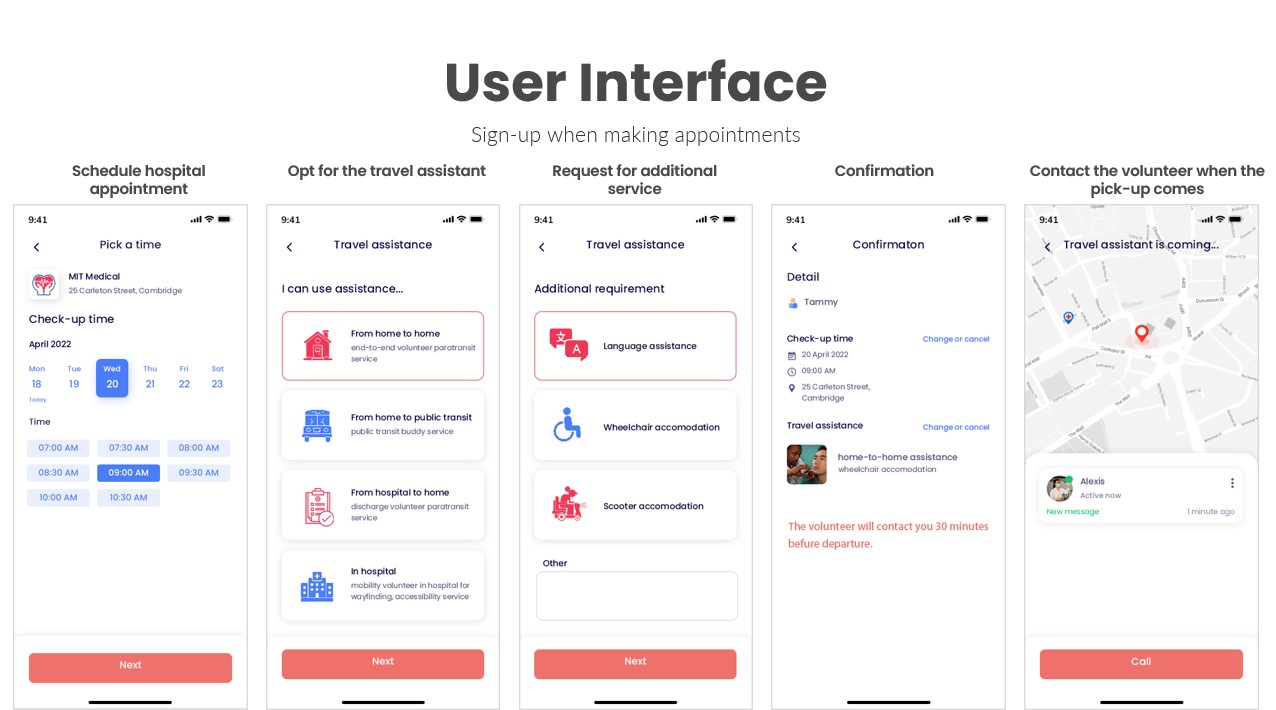 User Interface
Sign-up when making appointments
Schedule hospital
appointment
9:41
Pick a time
MIT Medical
25 Carleton Street, Cambridge
Check-up time
April 2022
Mon Tue Wed Thu Fri Sat
18 19 20 21 22 23
Today
Time
07:00 AM 07:30 AM 08:00 AM
08:30 AM 09:00 AM 09:30 AM
10:00 AM 10:30 AM
Next
Opt for the travel assistant
9:41
Travel assistance
I can use assistance...
From home to home
end-to-end volunteer paratransit
service
From home to public transit
public transit buddy service
From hospital to home
discharge volunteer paratransit
service
In hospital
mobility volunteer in hospital for
wayfinding, accessibility service
Next
Request for additional
service
9:41
Travel assistance
Additional requirement
A
Language assistance
Wheelchair accomodation
Scooter accomodation
Other
Next
Confirmation
9:41
Confirmaton
Detail
Tammy
Check-up time Change or cancel
20 April 2022
09:00 AM
25 Carleton Street,
Cambridge
Travel assistance Change or cancel
home-to-home assistance
wheelchair accomodation
The volunteer will contact you 30 minutes
befure departure.
Contact the volunteer when the
pick-up comes
9:41
Travel assistant is coming...
Pall Mall
The Mall
The Mall
Alexis
Active now
New message 1 minute ago
Call